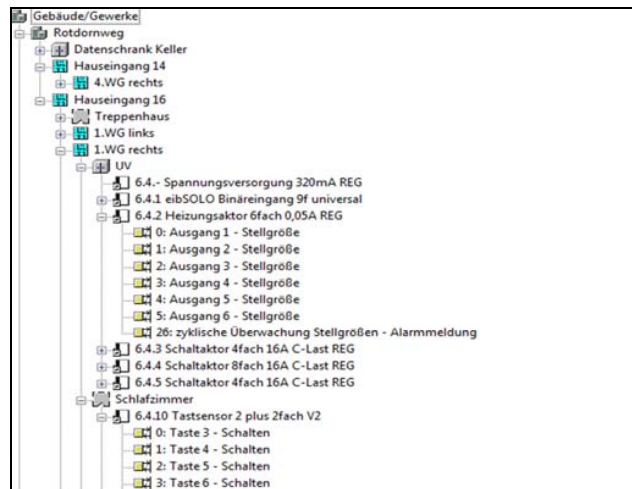 Gebäude/Gewerke
Rotdornweg
Datenschrank Keller
Hauseingang 14
4.WG rechts
Hauseingang 16
Treppenhaus
1.WG links
1.WG rechts
UV
6.4.- Spannungsversorgung 320mA REG
6.4.1 eibSOLO Binäreingang 9f universal
6.4.2 Heizungsaktor 6fach 0,05A REG
0: Ausgang 1 - Stellgröße
1: Ausgang 2 - Stellgröße
2: Ausgang 3 - Stellgröße
3: Ausgang 4 - Stellgröße
4: Ausgang 5 - Stellgröße
5: Ausgang 6 - Stellgröße
26: zyklische Überwachung Stellgrößen - Alarmmeldung
6.4.3 Schaltaktor 4fach 16A C-Last REG
6.4.4 Schaltaktor 8fach 16A C-Last REG
6.4.5 Schaltaktor 4fach 16A C-Last REG
Schlafzimmer
6.4.10 Tastsensor 2 plus 2fach V2
0: Taste 3 - Schalten
1: Taste 4 - Schalten
2: Taste 5 - Schalten
3: Taste 6 - Schalten